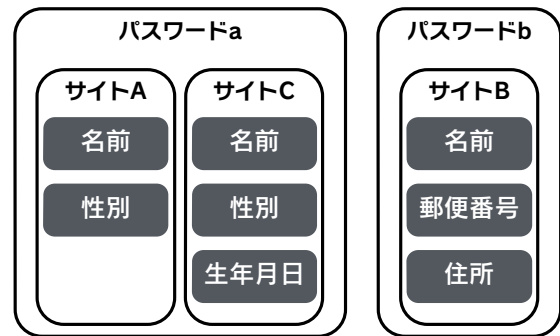 パスワードa
サイトA
名前
性別
サイトC
名前
性別
生年月日
パスワードb
サイトB
名前
郵便番号
住所